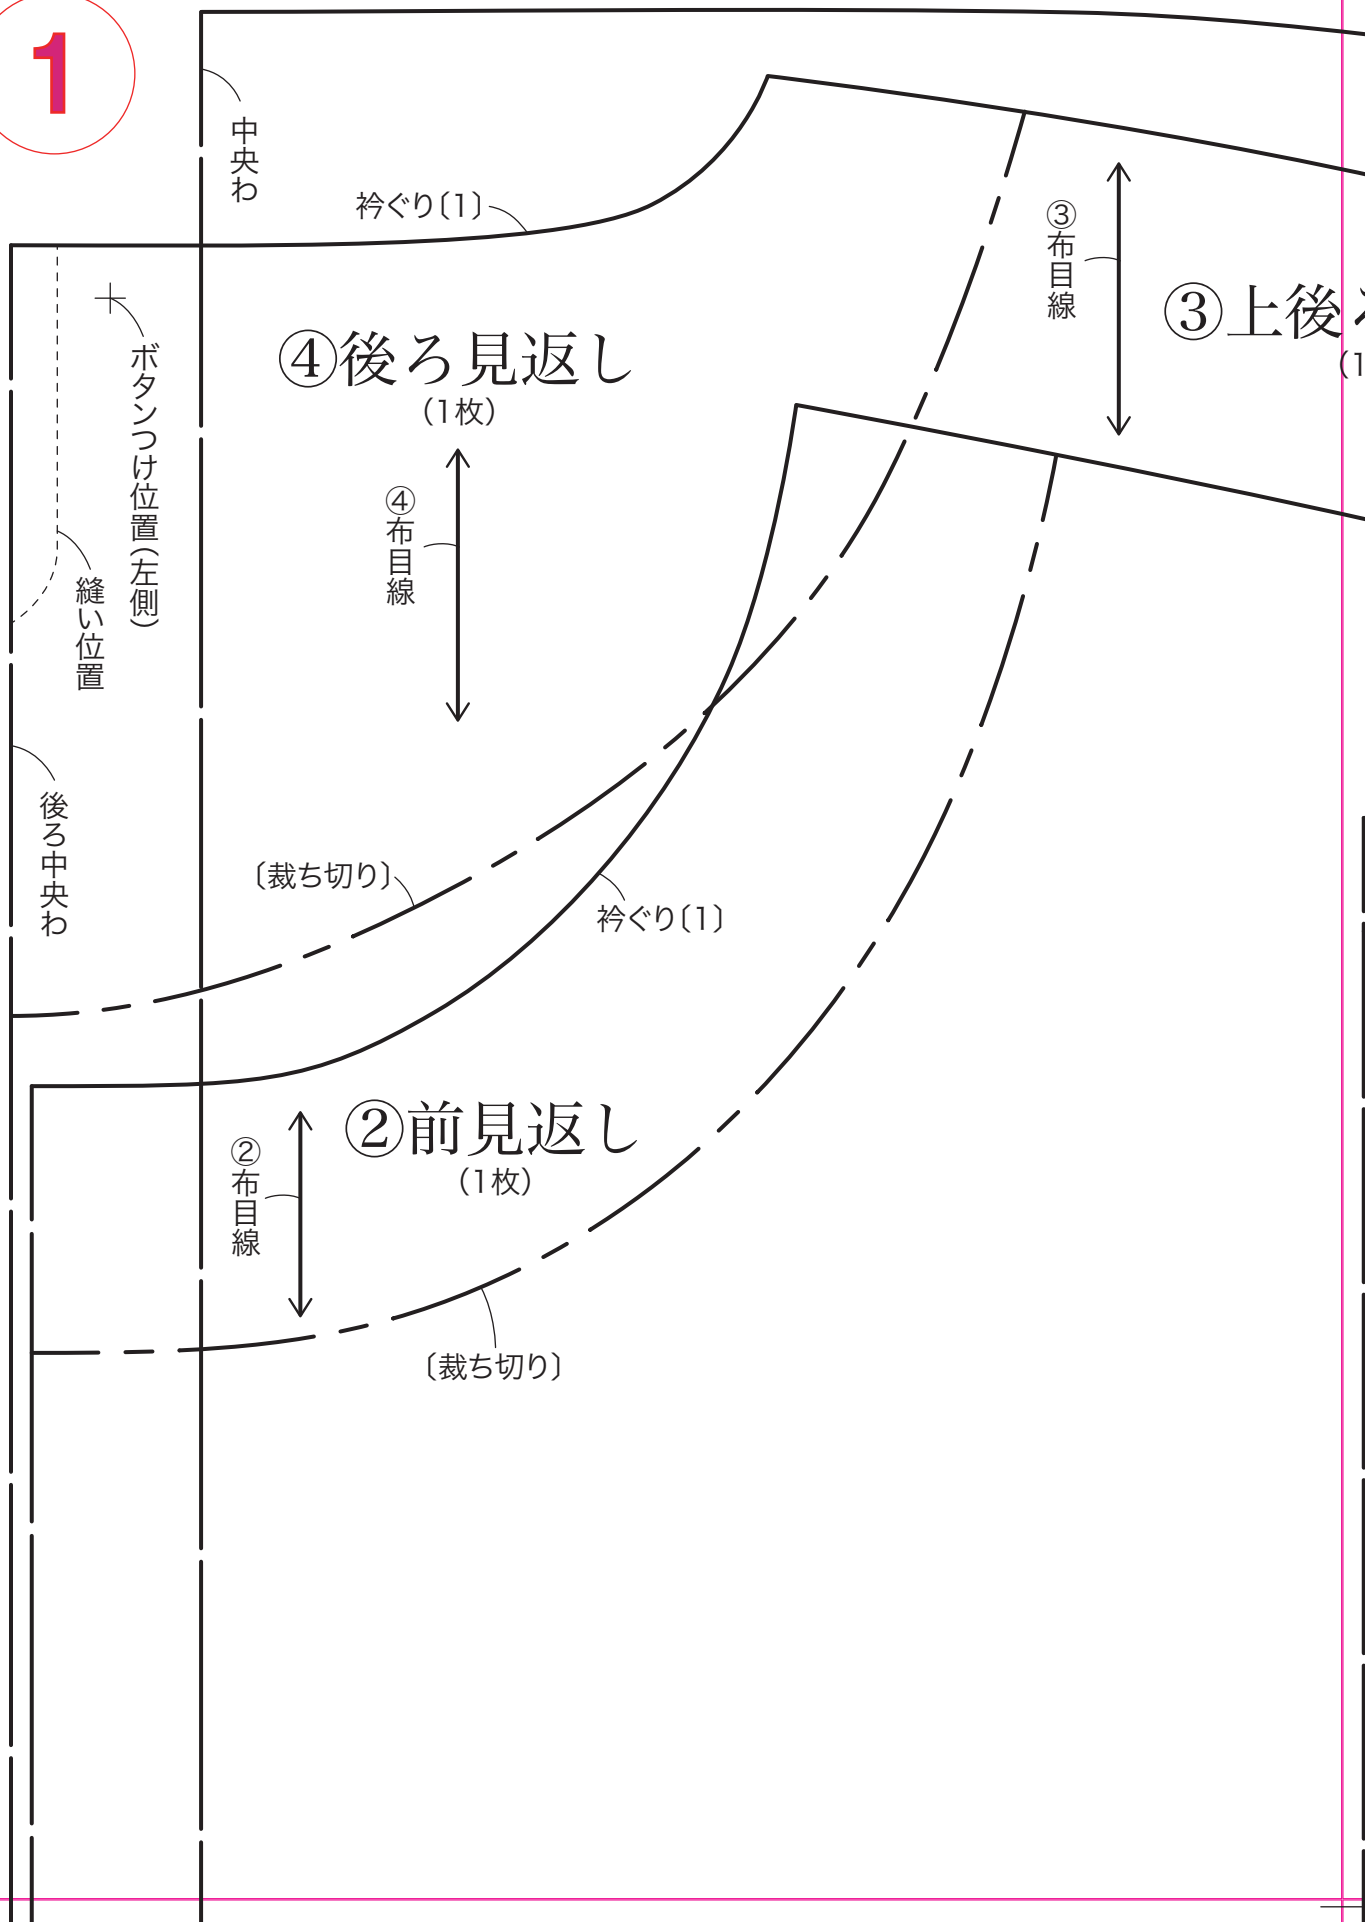 1
中央わ
衿ぐり〔1〕
③布目線
③上後
(1
ボタンつけ位置(左側)
④後ろ見返し
(1枚)
④布目線
縫い位置
後ろ中央わ
〔裁ち切り〕
衿ぐり〔1〕
②前見返し
(1枚)
②布目線
〔裁ち切り〕